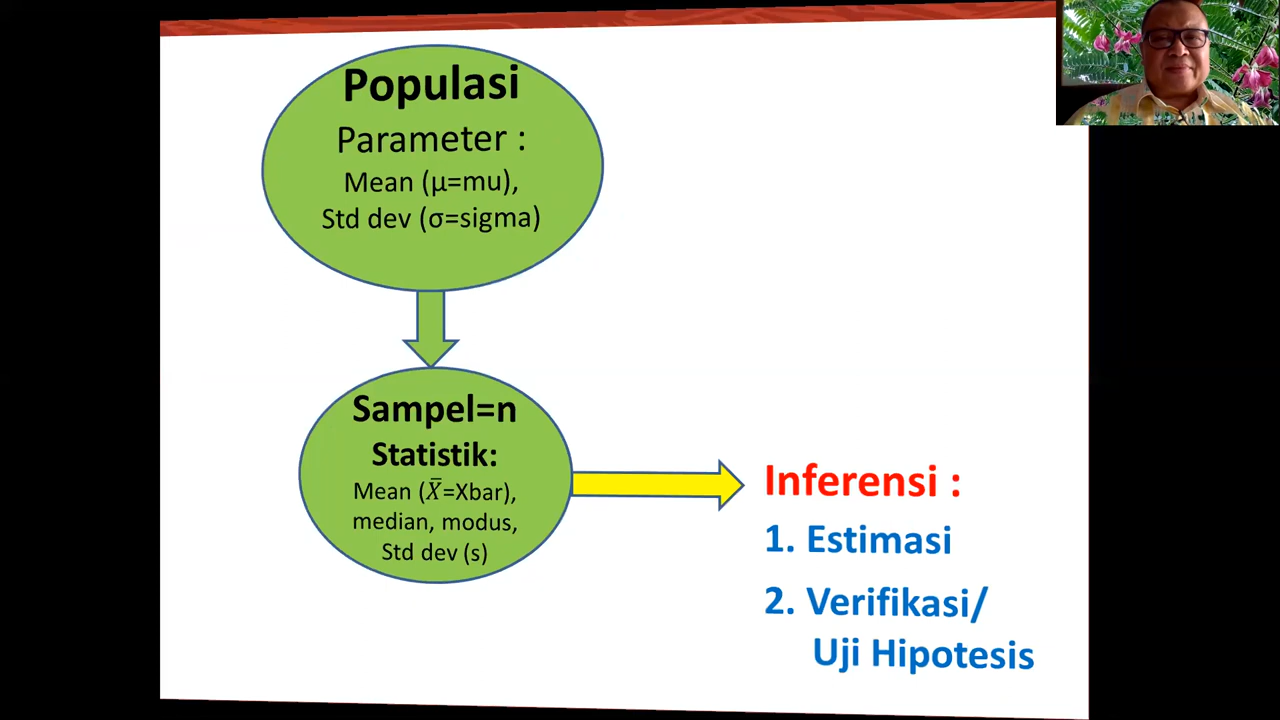 Populasi
Parameter :
Mean (μ=mu),
Std dev (σ=sigma)
Sampel=n
Statistik:
Mean (X̅=Xbar),
median, modus,
Std dev (s)
Inferensi :
1. Estimasi
2. Verifikasi/
Uji Hipotesis